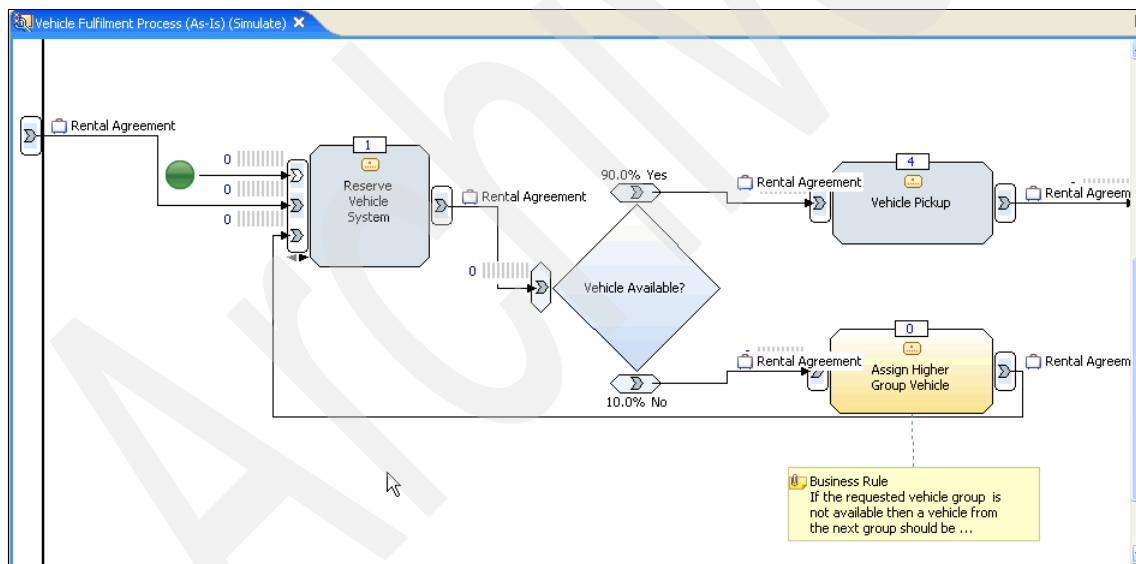 Vehicle Fulfilment Process (As-Is) (Simulate)
Rental Agreement
0
0
0
1
Reserve
Vehicle
System
Rental Agreement
0
90.0% Yes
Vehicle Available?
10.0% No
Rental Agreement
4
Vehicle Pickup
Rental Agreem
Rental Agreement
0
Assign Higher
Group Vehicle
Rental Agreem
Business Rule
If the requested vehicle group is
not available then a vehicle from
the next group should be ...
Archiv